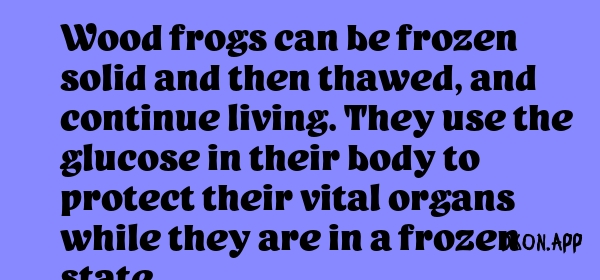 Wood frogs can be frozen
solid and then thawed, and
continue living. They use the
glucose in their body to
protect their vital organs
while they are in a frozen
state